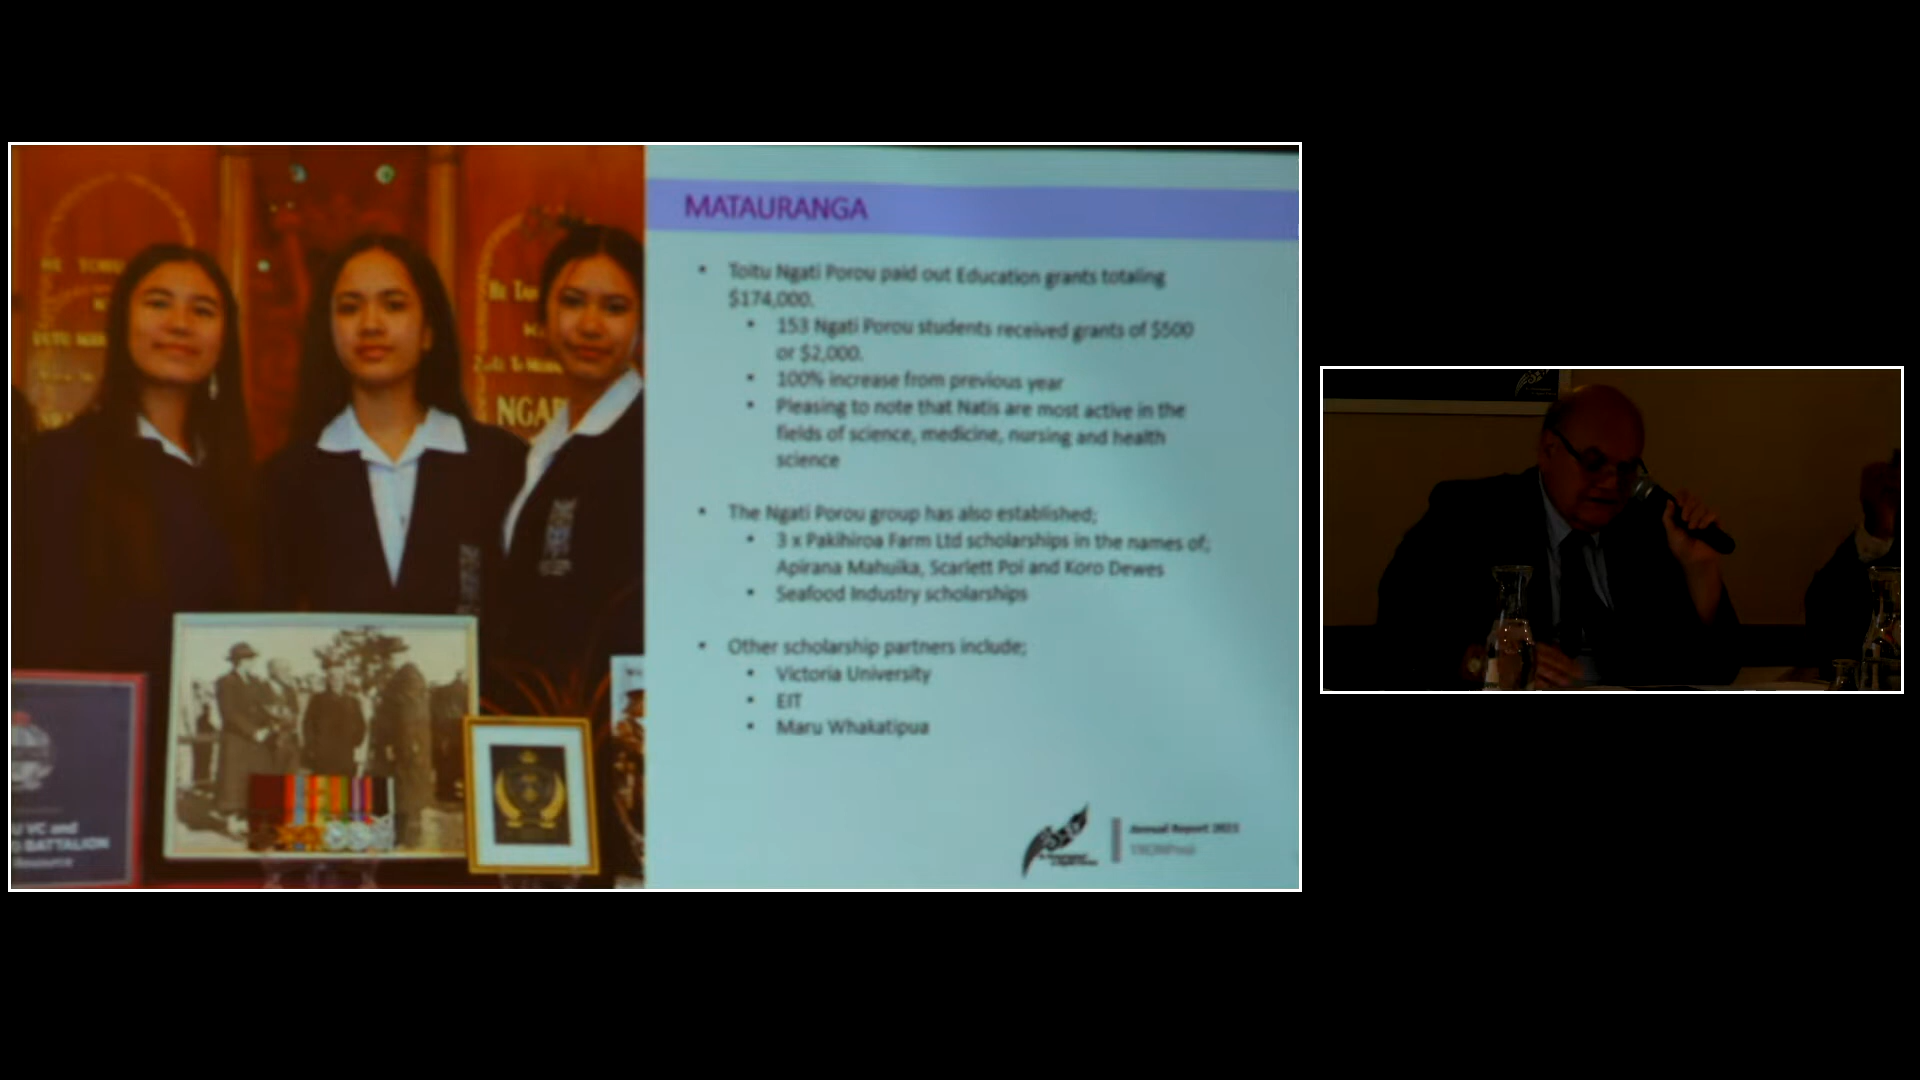 MATAURANGA
• Toitu Ngati Porou paid out Education grants totaling
$174,000.
• 153 Ngati Porou students received grants of $500
or $2,000.
• 100% increase from previous year
• Pleasing to note that Natis are most active in the
fields of science, medicine, nursing and health
science
• The Ngati Porou group has also established;
• 3 x Pakihiroa Farm Ltd scholarships in the names of;
Apirana Mahuika, Scarlett Poi and Koro Dewes
• Seafood Industry scholarships
• Other scholarship partners include;
• Victoria University
• EIT
• Maru Whakatipua
NGA
VC and
BATTALION
Resource
Annual Report 2021